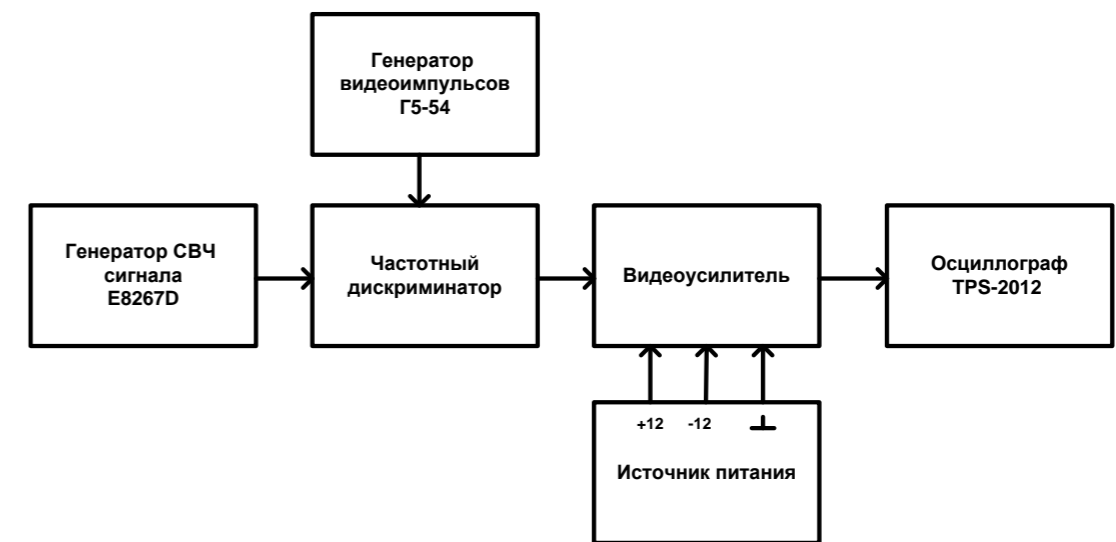 Генератор
видеоимпульсов
Г5-54
Генератор СВЧ
сигнала
E8267D
Частотный
дискриминатор
Видеоусилитель
Осциллограф
TPS-2012
+12 -12
Источник питания